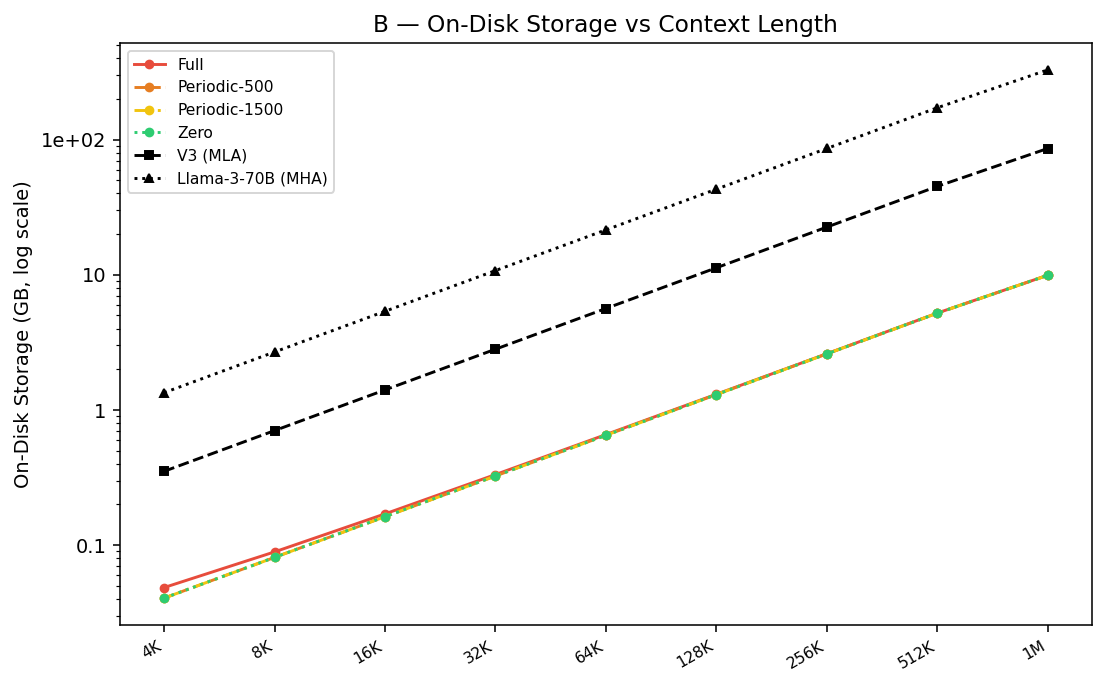 B — On-Disk Storage vs Context Length
Full
Periodic-500
Periodic-1500
Zero
V3 (MLA)
Llama-3-70B (MHA)
On-Disk Storage (GB, log scale)
1e+02
10
1
0.1
4K
8K
16K
32K
64K
128K
256K
512K
1M